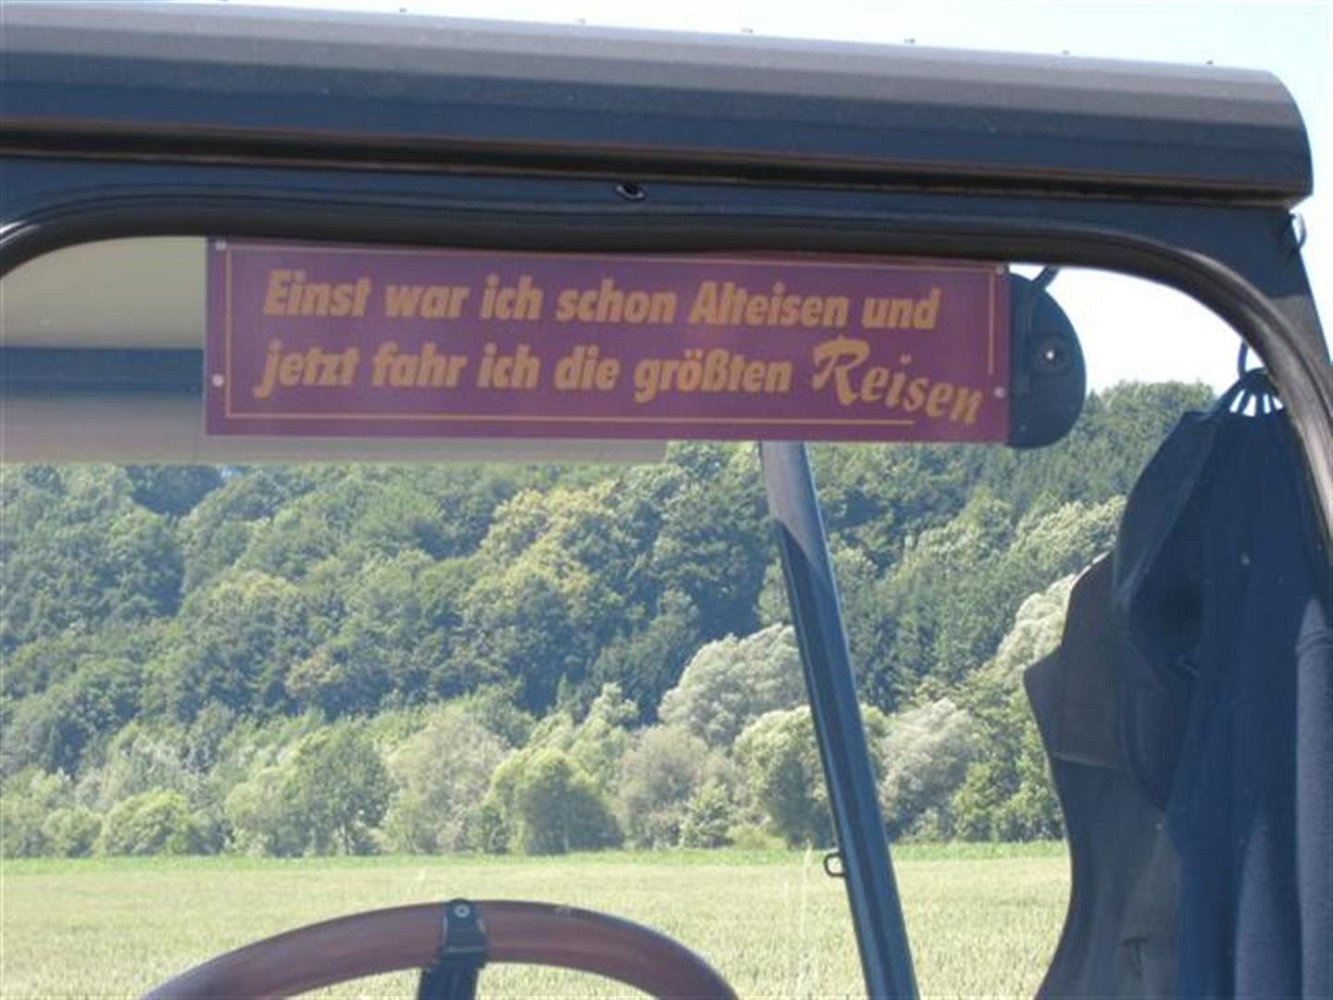 Einst war ich schon Alteisen und
jetzt fahr ich die größten Reisen